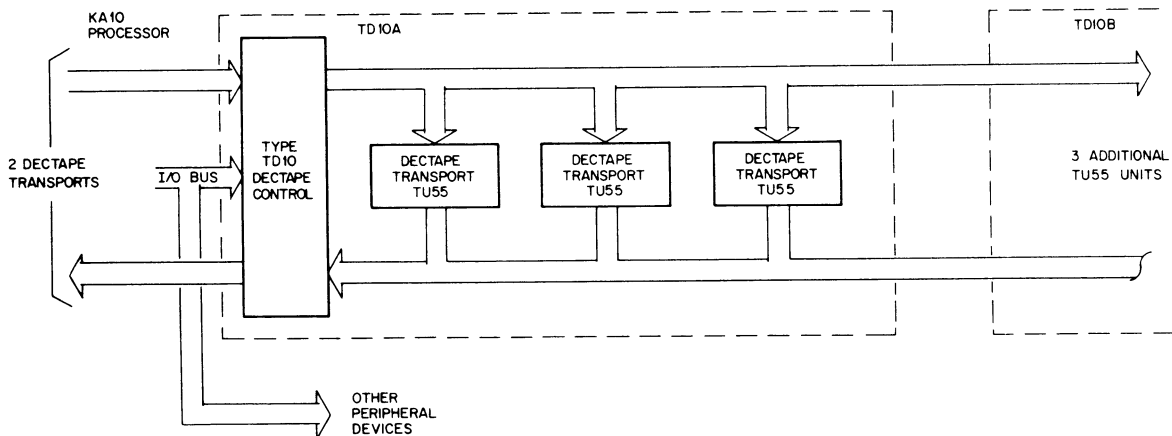 KA10
PROCESSOR
TD10A
TD10B
2 DECTAPE
TRANSPORTS
I/O BUS
TYPE
TD10
DECTAPE
CONTROL
DECTAPE
TRANSPORT
TU55
DECTAPE
TRANSPORT
TU55
DECTAPE
TRANSPORT
TU55
3 ADDITIONAL
TU55 UNITS
OTHER
PERIPHERAL
DEVICES